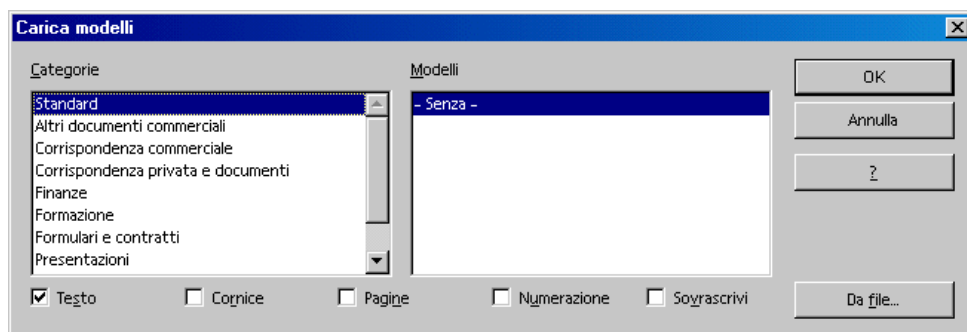 Carica modelli
Categorie
Modelli
Standard
Altri documenti commerciali
Corrispondenza commerciale
Corrispondenza privata e documenti
Finanze
Formazione
Formulari e contratti
Presentazioni
- Senza -
OK
Annulla
?
Testo
Cornice
Pagine
Numerazione
Sovrascrivi
Da file...